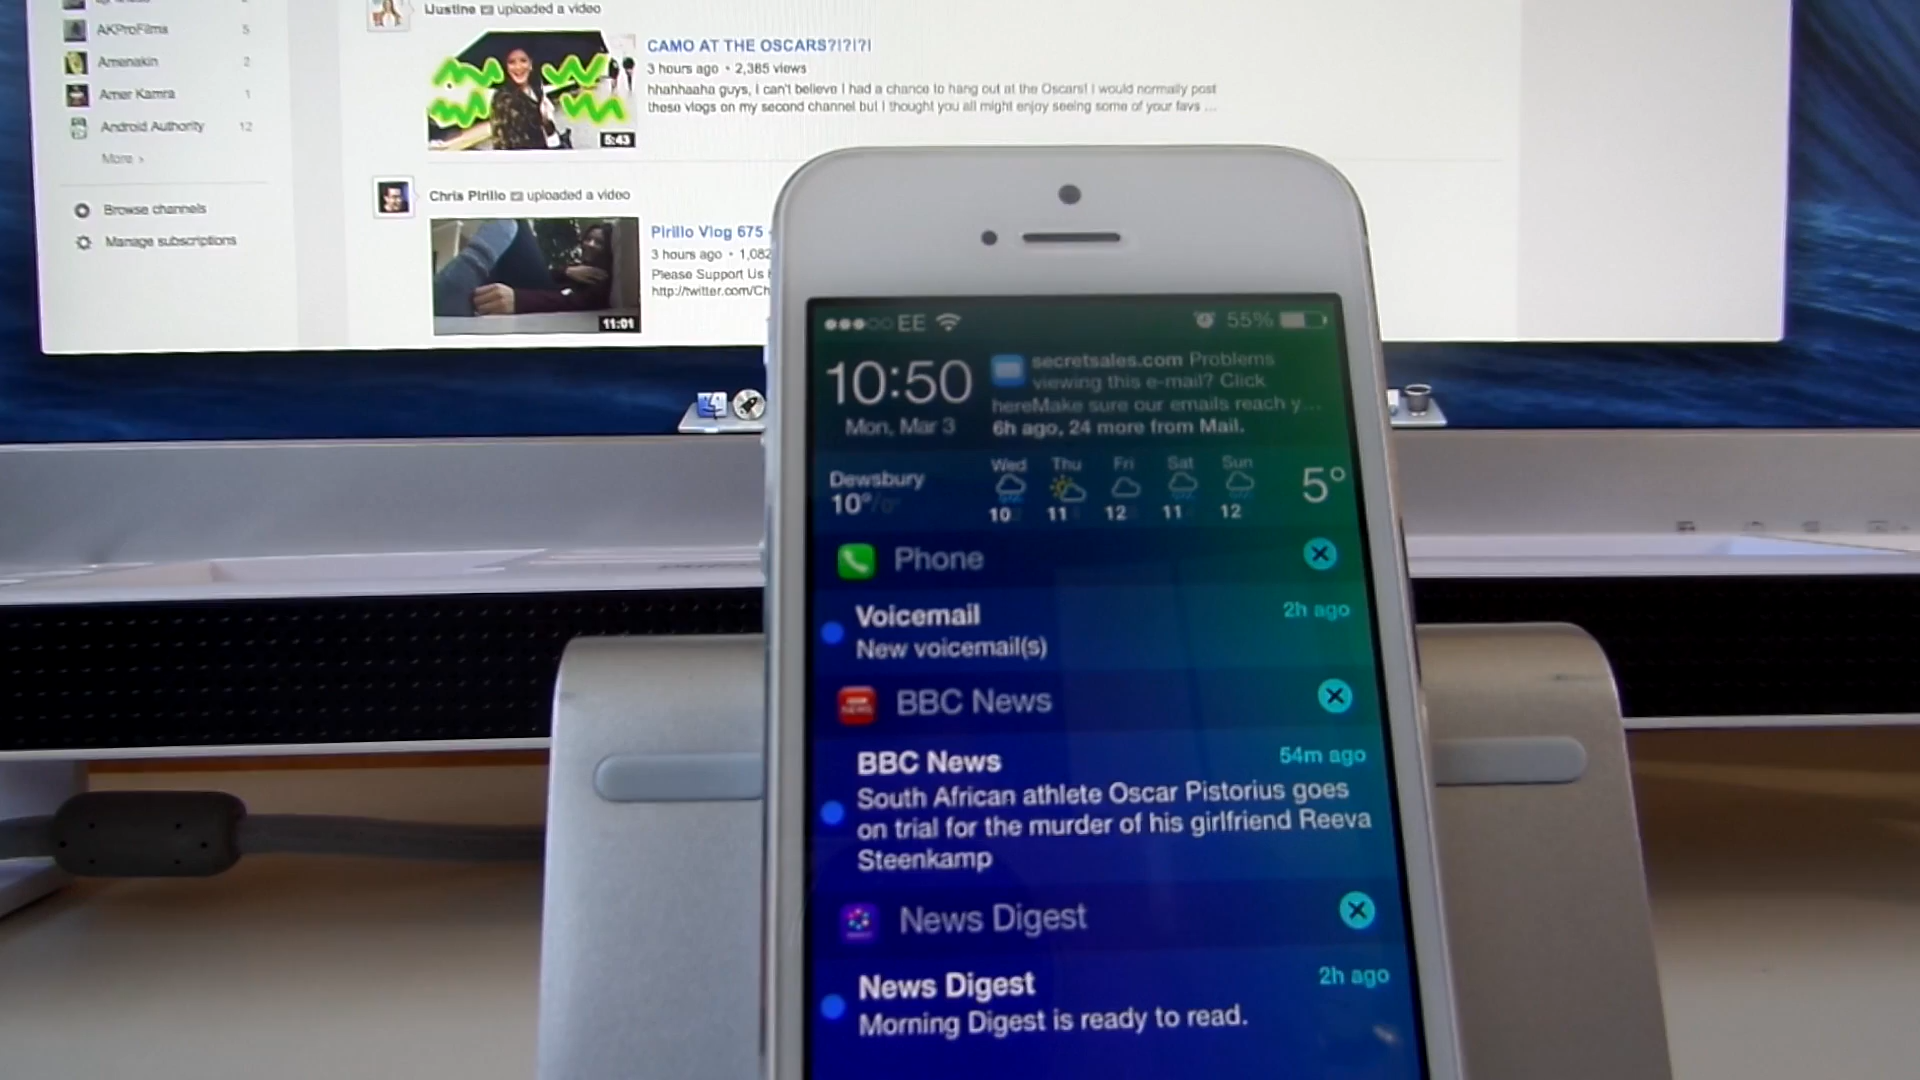 iJustine uploaded a video
AKProFilms 5
Amenakin 2
Amer Kamra 1
Android Authority 12
More ›
Browse channels
Manage subscriptions
CAMO AT THE OSCARS?!?!?!
3 hours ago • 2,385 views
hhahhaaha guys, I can't believe I had a chance to hang out at the Oscars! I would normally post
these vlogs on my second channel but I thought you all might enjoy seeing some of your favs ...
5:43
Chris Pirillo uploaded a video
Pirillo Vlog 675
3 hours ago • 1,082
Please Support Us
http://twitter.com/Ch
11:01
EE 55%
10:50
Mon, Mar 3
secretsales.com Problems
viewing this e-mail? Click
hereMake sure our emails reach y...
6h ago, 24 more from Mail.
Dewsbury
10°/0°
Wed Thu Fri Sat Sun
10 11 12 11 12
5°
Phone
Voicemail 2h ago
New voicemail(s)
BBC News
BBC News 54m ago
South African athlete Oscar Pistorius goes
on trial for the murder of his girlfriend Reeva
Steenkamp
News Digest
News Digest 2h ago
Morning Digest is ready to read.